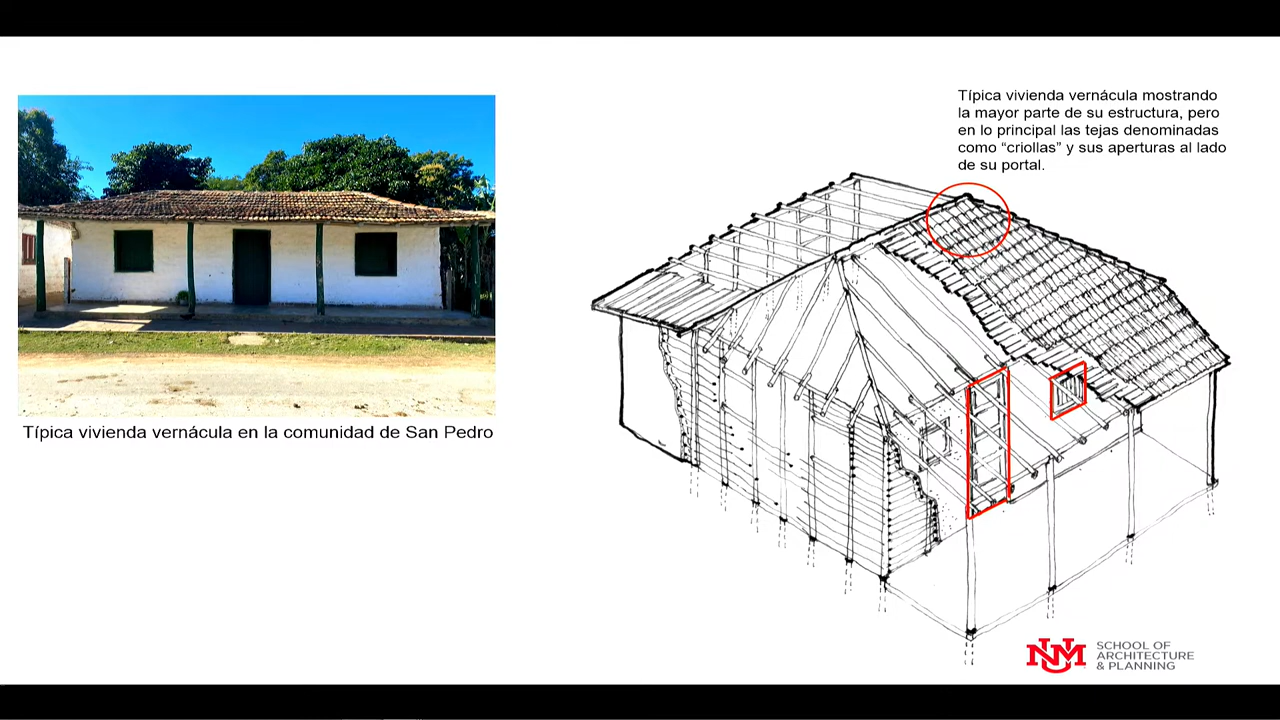 Típica vivienda vernácula mostrando
la mayor parte de su estructura, pero
en lo principal las tejas denominadas
como “criollas” y sus aperturas al lado
de su portal.
Típica vivienda vernácula en la comunidad de San Pedro
UNM
SCHOOL OF
ARCHITECTURE
& PLANNING